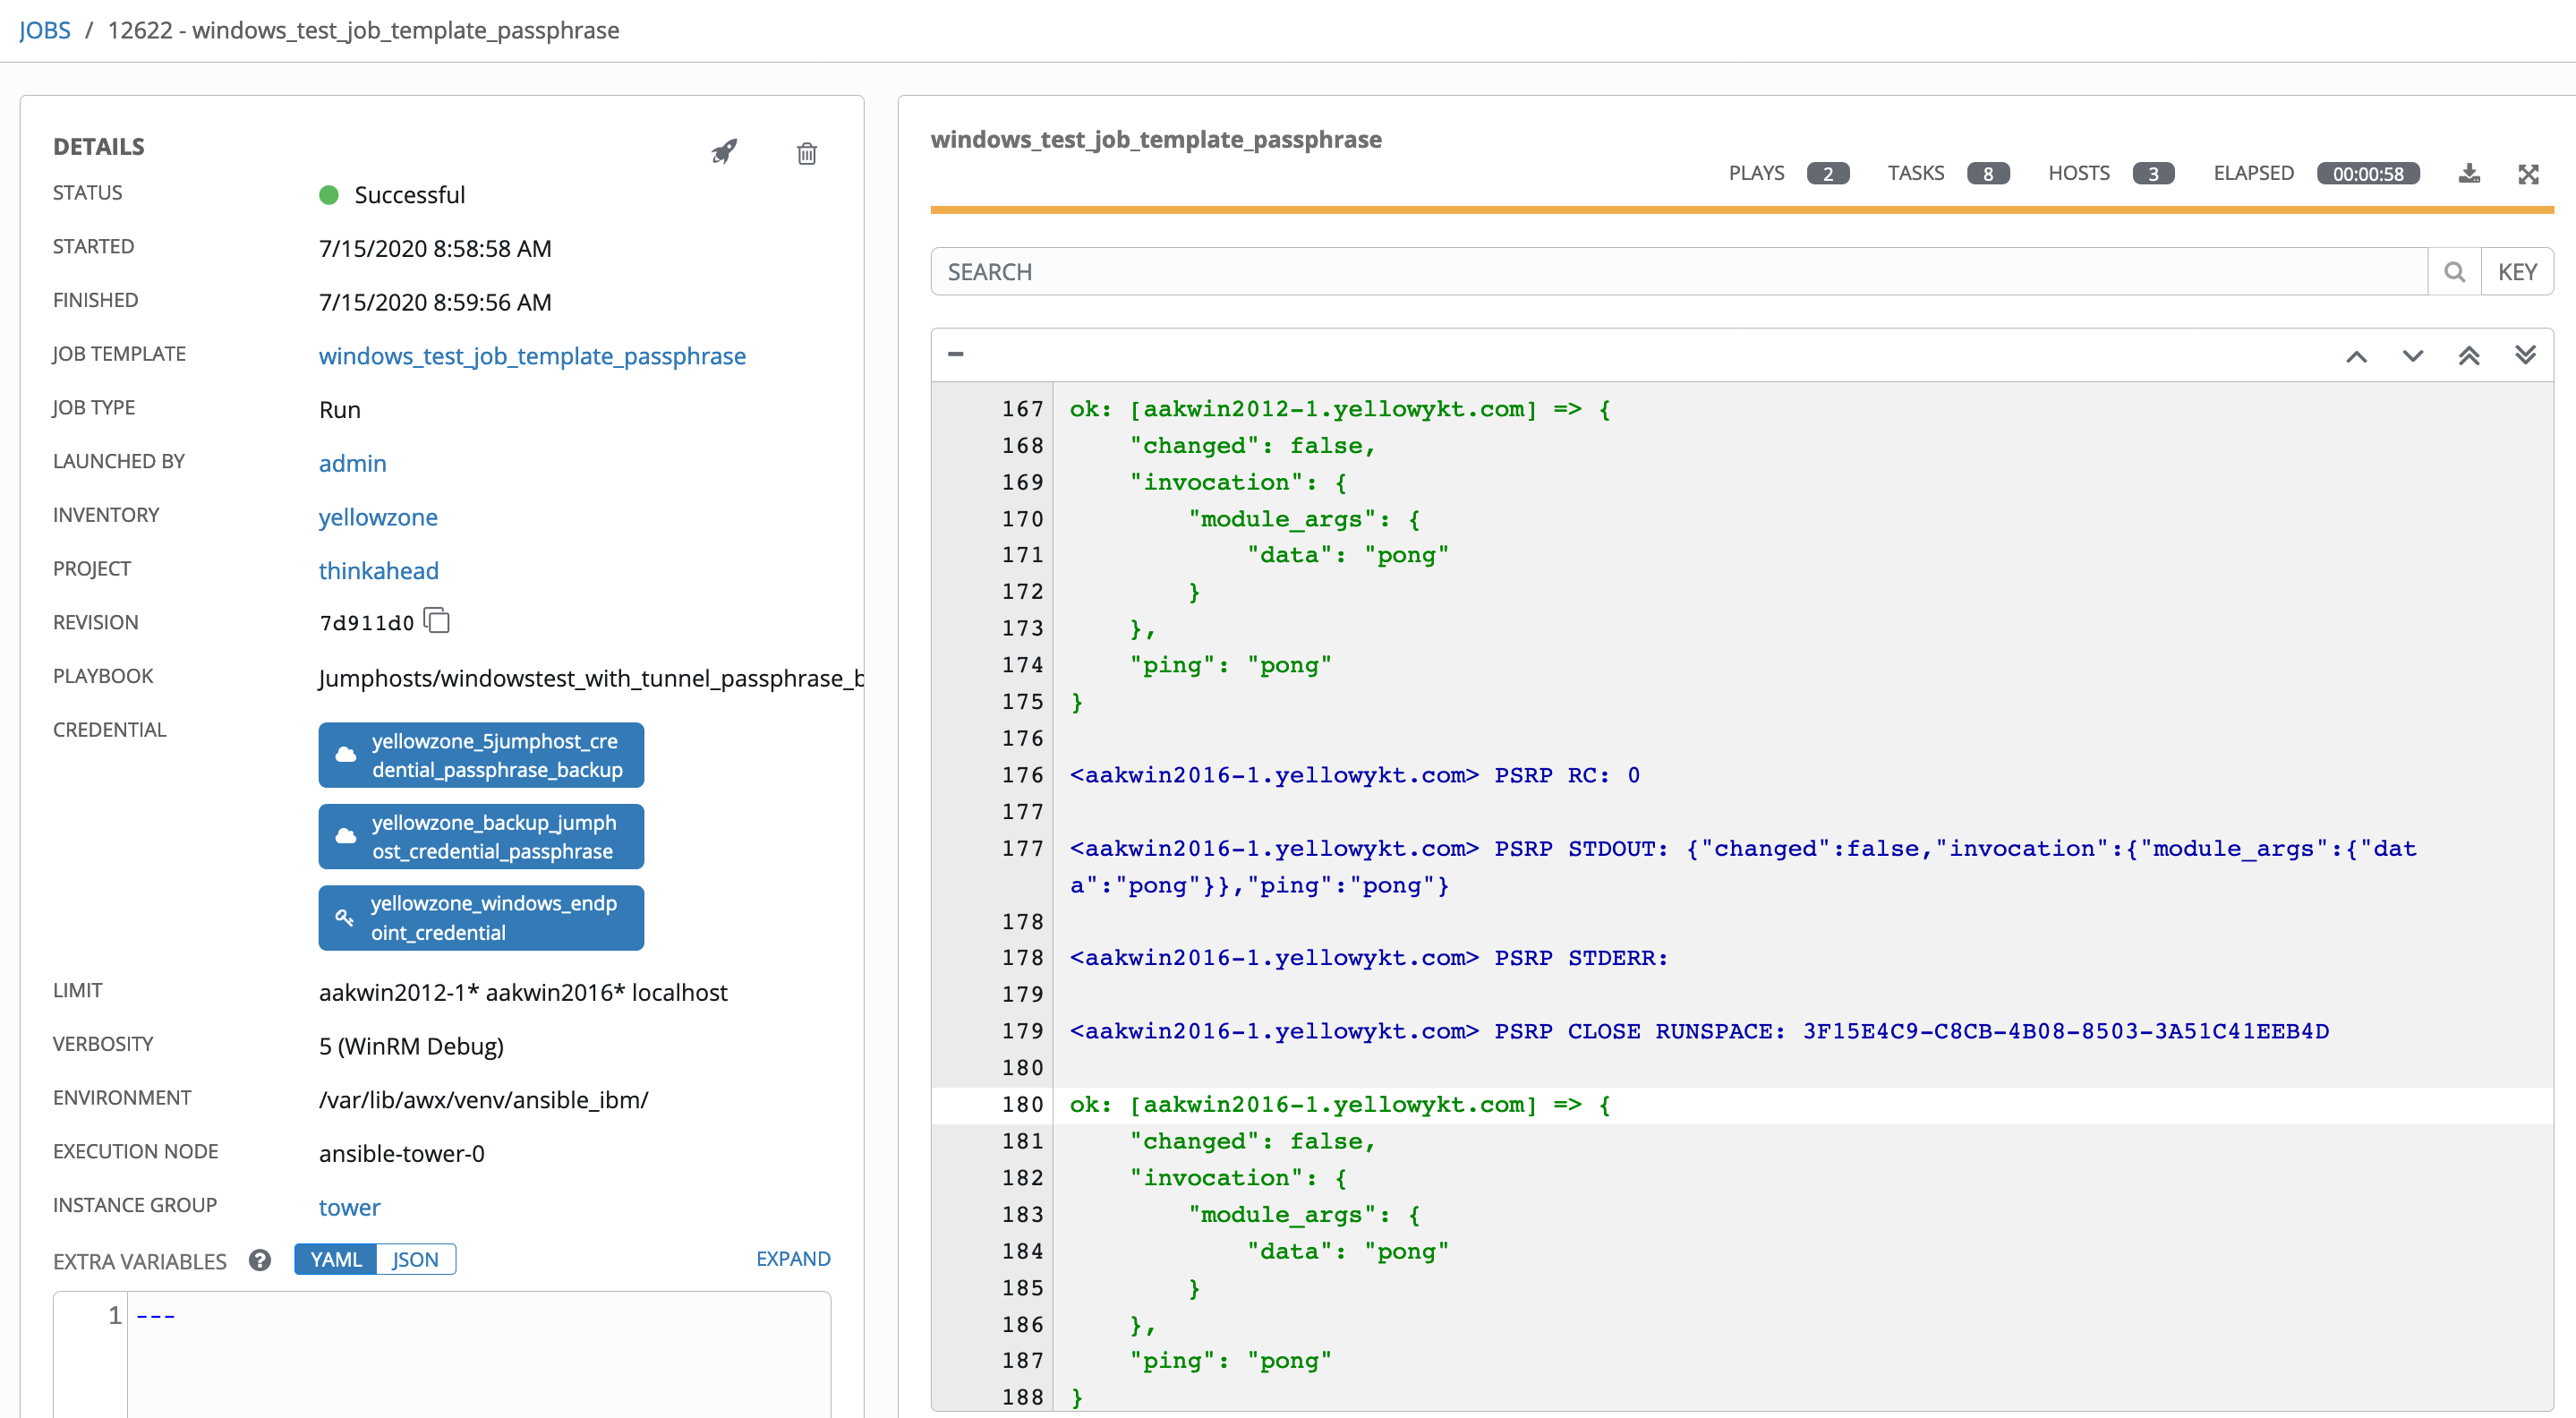 JOBS / 12622 - windows_test_job_template_passphrase
DETAILS
STATUS Successful
STARTED 7/15/2020 8:58:58 AM
FINISHED 7/15/2020 8:59:56 AM
JOB TEMPLATE windows_test_job_template_passphrase
JOB TYPE Run
LAUNCHED BY admin
INVENTORY yellowzone
PROJECT thinkahead
REVISION 7d911d0
PLAYBOOK Jumphosts/windowstest_with_tunnel_passphrase_b
CREDENTIAL
yellowzone_5jumphost_cre
dential_passphrase_backup
yellowzone_backup_jumph
ost_credential_passphrase
yellowzone_windows_endp
oint_credential
LIMIT aakwin2012-1* aakwin2016* localhost
VERBOSITY 5 (WinRM Debug)
ENVIRONMENT /var/lib/awx/venv/ansible_ibm/
EXECUTION NODE ansible-tower-0
INSTANCE GROUP tower
EXTRA VARIABLES ? YAML JSON EXPAND
1 ---
windows_test_job_template_passphrase
PLAYS 2 TASKS 8 HOSTS 3 ELAPSED 00:00:58
SEARCH KEY
167 ok: [aakwin2012-1.yellowykt.com] => {
168 "changed": false,
169 "invocation": {
170 "module_args": {
171 "data": "pong"
172 }
173 },
174 "ping": "pong"
175 }
176
176 <aakwin2016-1.yellowykt.com> PSRP RC: 0
177
177 <aakwin2016-1.yellowykt.com> PSRP STDOUT: {"changed":false,"invocation":{"module_args":{"dat
a":"pong"}},"ping":"pong"}
178
178 <aakwin2016-1.yellowykt.com> PSRP STDERR:
179
179 <aakwin2016-1.yellowykt.com> PSRP CLOSE RUNSPACE: 3F15E4C9-C8CB-4B08-8503-3A51C41EEB4D
180
180 ok: [aakwin2016-1.yellowykt.com] => {
181 "changed": false,
182 "invocation": {
183 "module_args": {
184 "data": "pong"
185 }
186 },
187 "ping": "pong"
188 }